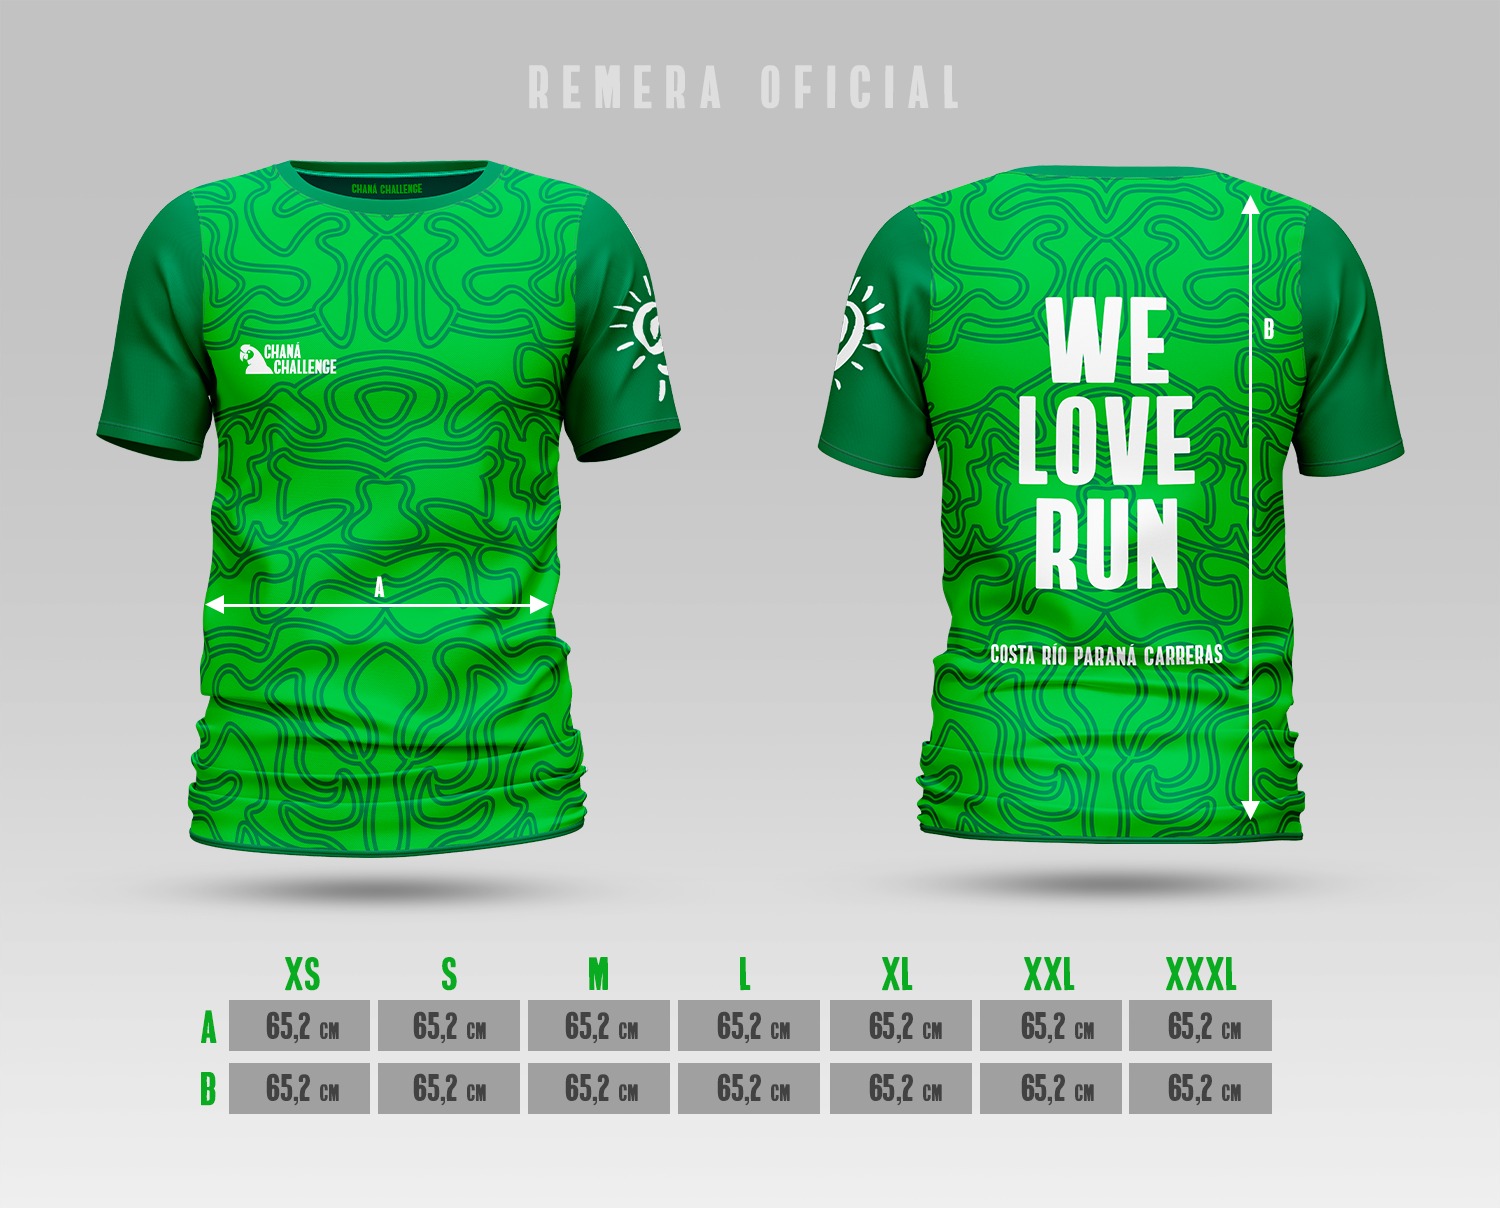 REMERA OFICIAL
CHANÁ CHALLENGE
CHANÁ
CHALLENGE
A
WE
LOVE
RUN
B
COSTA RÍO PARANÁ CARRERAS
XS S M L XL XXL XXXL
A 65,2 CM 65,2 CM 65,2 CM 65,2 CM 65,2 CM 65,2 CM 65,2 CM
B 65,2 CM 65,2 CM 65,2 CM 65,2 CM 65,2 CM 65,2 CM 65,2 CM